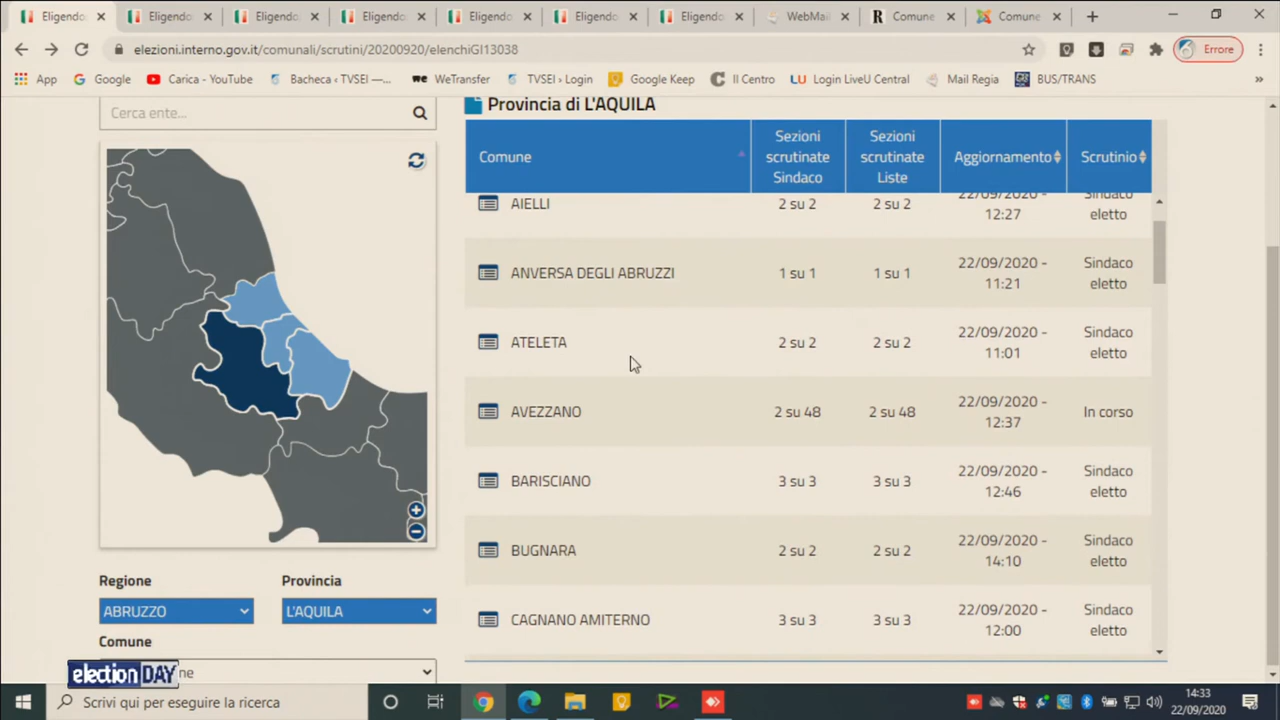 Eligendo
Eligendo
Eligendo
Eligendo
Eligendo
Eligendo
Eligendo
WebMail
Comune
Comune
elezioni.interno.gov.it/comunali/scrutini/20200920/elenchiGI13038
Errore
App
Google
Carica - YouTube
Bacheca ‹ TVSEI —...
WeTransfer
TVSEI › Login
Google Keep
Il Centro
Login LiveU Central
Mail Regia
BUS/TRANS
»
Cerca ente...
Provincia di L'AQUILA
Comune
Sezioni scrutinate Sindaco
Sezioni scrutinate Liste
Aggiornamento
Scrutinio
AIELLI 2 su 2 2 su 2 22/09/2020 - 12:27 Sindaco eletto
ANVERSA DEGLI ABRUZZI 1 su 1 1 su 1 22/09/2020 - 11:21 Sindaco eletto
ATELETA 2 su 2 2 su 2 22/09/2020 - 11:01 Sindaco eletto
AVEZZANO 2 su 48 2 su 48 22/09/2020 - 12:37 In corso
BARISCIANO 3 su 3 3 su 3 22/09/2020 - 12:46 Sindaco eletto
BUGNARA 2 su 2 2 su 2 22/09/2020 - 14:10 Sindaco eletto
CAGNANO AMITERNO 3 su 3 3 su 3 22/09/2020 - 12:00 Sindaco eletto
Regione
Provincia
ABRUZZO
L'AQUILA
Comune
ne
election DAY
Scrivi qui per eseguire la ricerca
14:33
22/09/2020